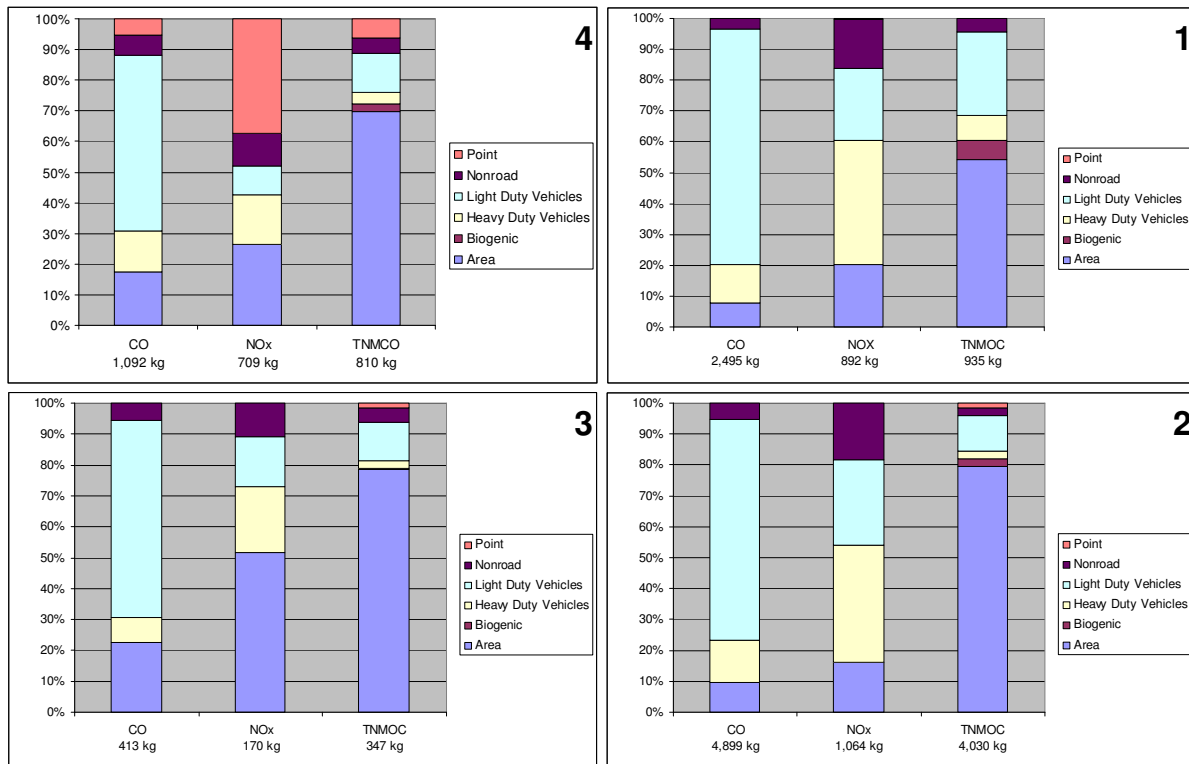 4
100%
90%
80%
70%
60%
50%
40%
30%
20%
10%
0%
CO NOx TNMCO
1,092 kg 709 kg 810 kg
Point
Nonroad
Light Duty Vehicles
Heavy Duty Vehicles
Biogenic
Area
1
100%
90%
80%
70%
60%
50%
40%
30%
20%
10%
0%
CO NOX TNMOC
2,495 kg 892 kg 935 kg
Point
Nonroad
Light Duty Vehicles
Heavy Duty Vehicles
Biogenic
Area
3
100%
90%
80%
70%
60%
50%
40%
30%
20%
10%
0%
CO NOx TNMOC
413 kg 170 kg 347 kg
Point
Nonroad
Light Duty Vehicles
Heavy Duty Vehicles
Biogenic
Area
2
100%
90%
80%
70%
60%
50%
40%
30%
20%
10%
0%
CO NOx TNMOC
4,899 kg 1,064 kg 4,030 kg
Point
Nonroad
Light Duty Vehicles
Heavy Duty Vehicles
Biogenic
Area